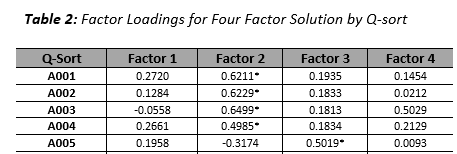 Table 2: Factor Loadings for Four Factor Solution by Q-sort
Q-Sort Factor 1 Factor 2 Factor 3 Factor 4
A001 0.2720 0.6211* 0.1935 0.1454
A002 0.1284 0.6229* 0.1833 0.0212
A003 -0.0558 0.6499* 0.1813 0.5029
A004 0.2661 0.4985* 0.1834 0.2129
A005 0.1958 -0.3174 0.5019* 0.0093